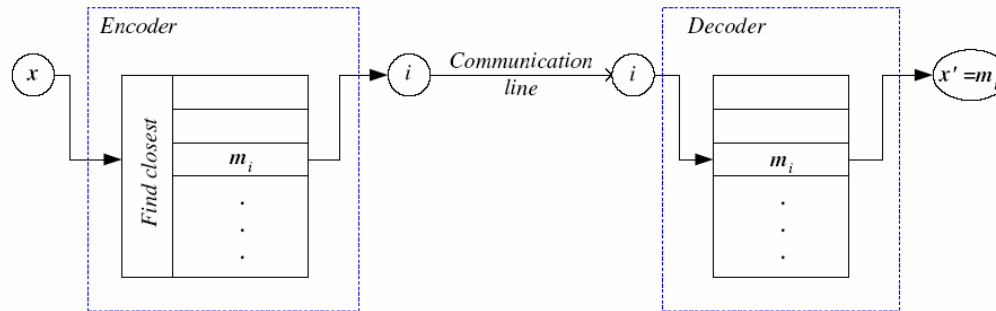 Encoder
Decoder
x
Find closest
m_i
.
.
.
i
Communication
line
i
m_i
.
.
.
x' =m_i